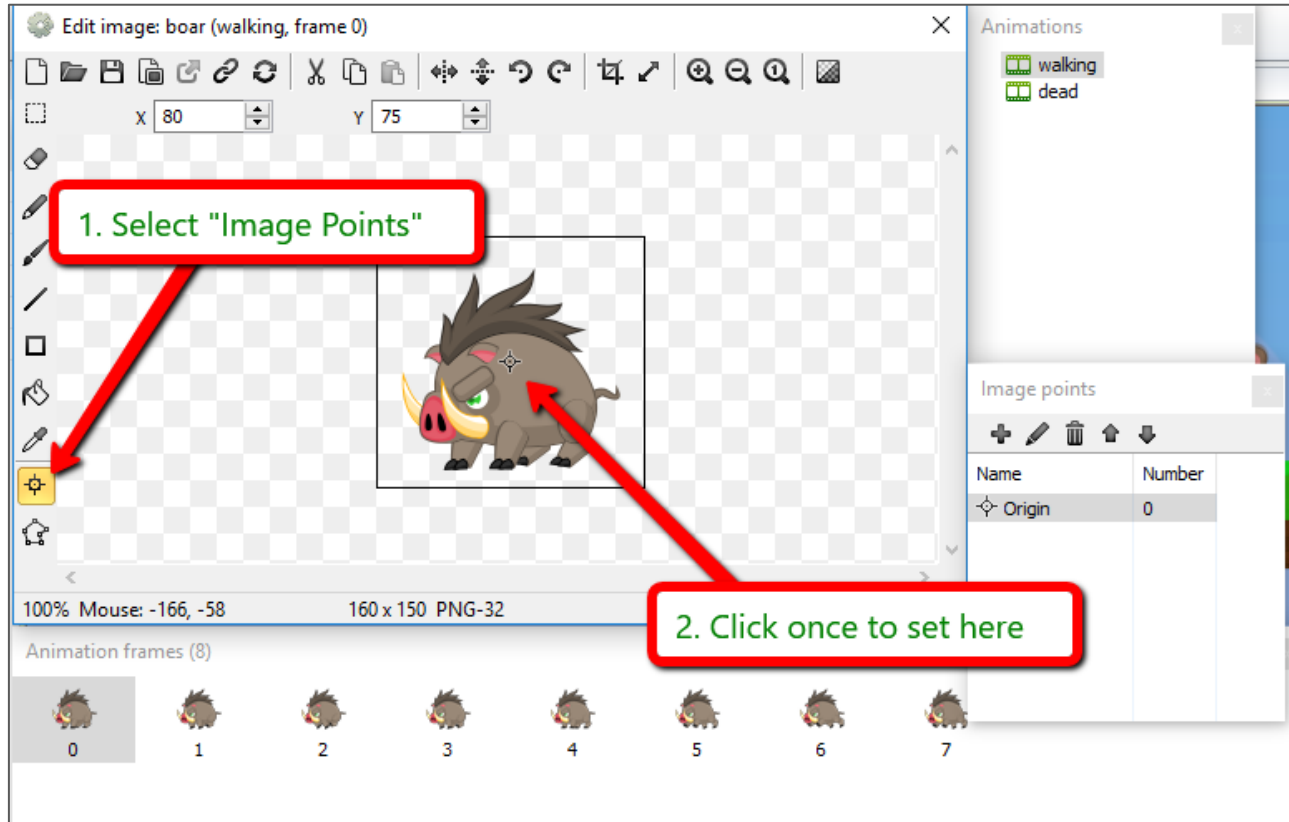 Edit image: boar (walking, frame 0)
X 80 Y 75
1. Select "Image Points"
2. Click once to set here
100% Mouse: -166, -58 160 x 150 PNG-32
Animations
walking
dead
Image points
Name Number
Origin 0
Animation frames (8)
0 1 2 3 4 5 6 7